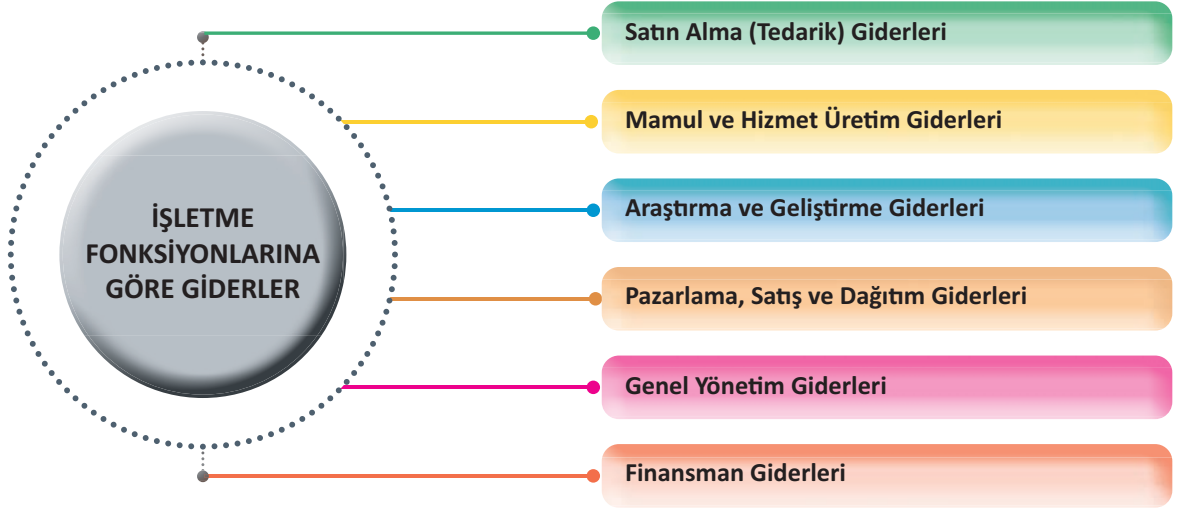 İŞLETME
FONKSİYONLARINA
GÖRE GİDERLER
Satın Alma (Tedarik) Giderleri
Mamul ve Hizmet Üretim Giderleri
Araştırma ve Geliştirme Giderleri
Pazarlama, Satış ve Dağıtım Giderleri
Genel Yönetim Giderleri
Finansman Giderleri